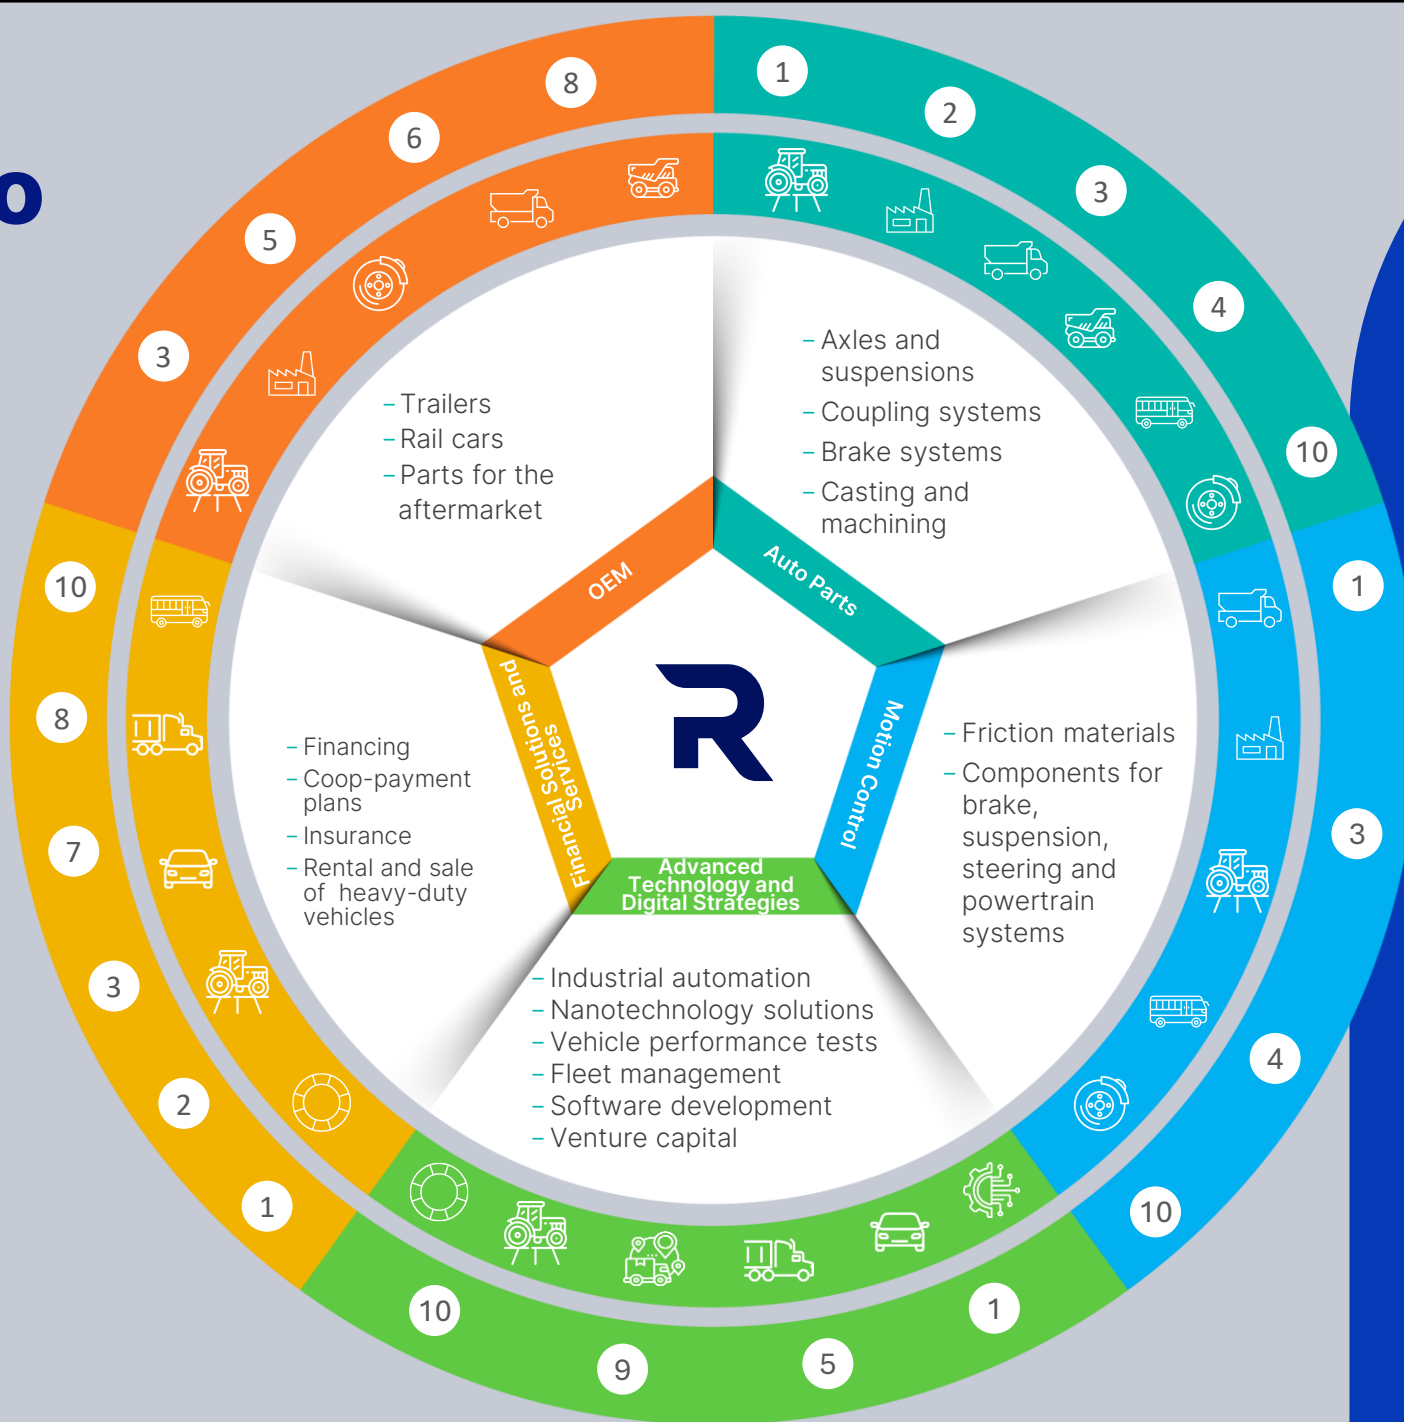 o
8
6
5
3
1
2
3
4
10
– Trailers
– Rail cars
– Parts for the
aftermarket
– Axles and
suspensions
– Coupling systems
– Brake systems
– Casting and
machining
OEM
Auto Parts
R
10
8
7
3
2
1
1
3
4
10
– Financing
– Coop-payment
plans
– Insurance
– Rental and sale
of heavy-duty
vehicles
Financial Solutions and
Services
Motion Control
– Friction materials
– Components for
brake,
suspension,
steering and
powertrain
systems
Advanced
Technology and
Digital Strategies
– Industrial automation
– Nanotechnology solutions
– Vehicle performance tests
– Fleet management
– Software development
– Venture capital
10
9
5
1